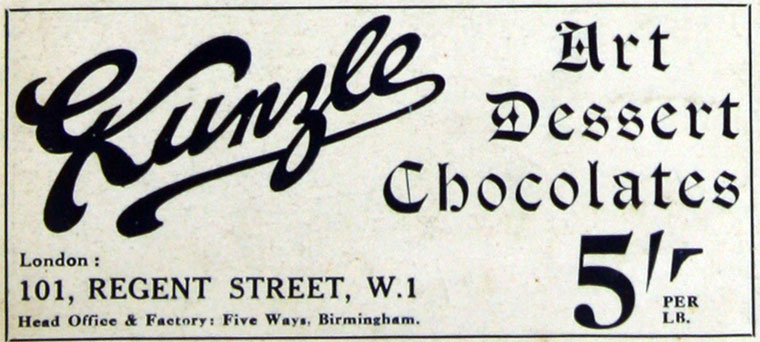 Kunzle
Art
Dessert
Chocolates
5/-
PER
LB.
London:
101, REGENT STREET, W.1
Head Office & Factory: Five Ways, Birmingham.